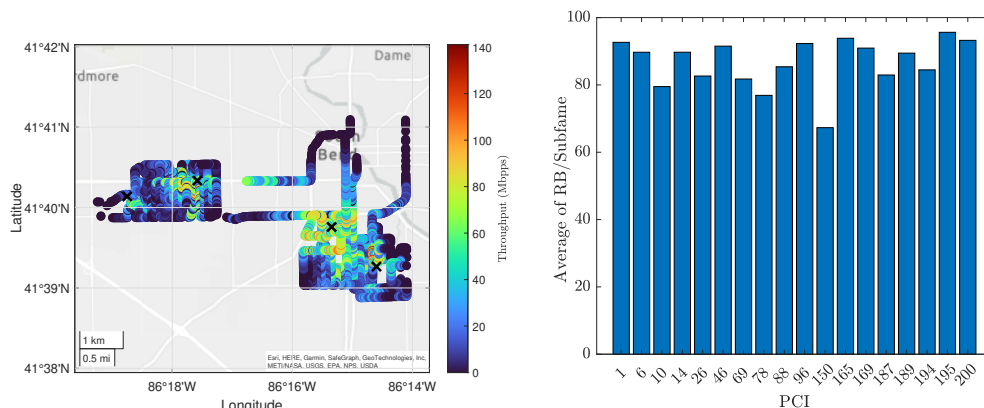 41°42'N
41°41'N
41°40'N
41°39'N
41°38'N
Latitude
rdmore
Dame
Bend
1 km
0.5 mi
Esri, HERE, Garmin, SafeGraph, GeoTechnologies, Inc,
METI/NASA, USGS, EPA, NPS, USDA
86°18'W
86°16'W
86°14'W
Longitude
140
120
100
80
60
40
20
0
Throughput (Mbpps)
100
80
60
40
20
0
Average of RB/Subfame
1
6
10
14
26
46
69
78
88
96
150
165
169
187
189
194
195
200
PCI